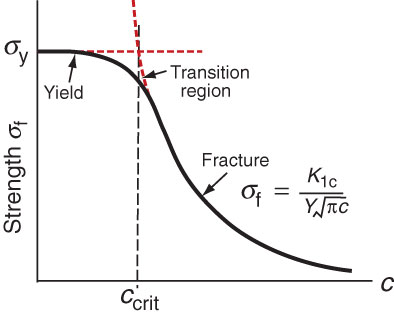 σy
Yield
Transition
region
Fracture
σf = K1c / Y√πc
Strength σf
ccrit
c